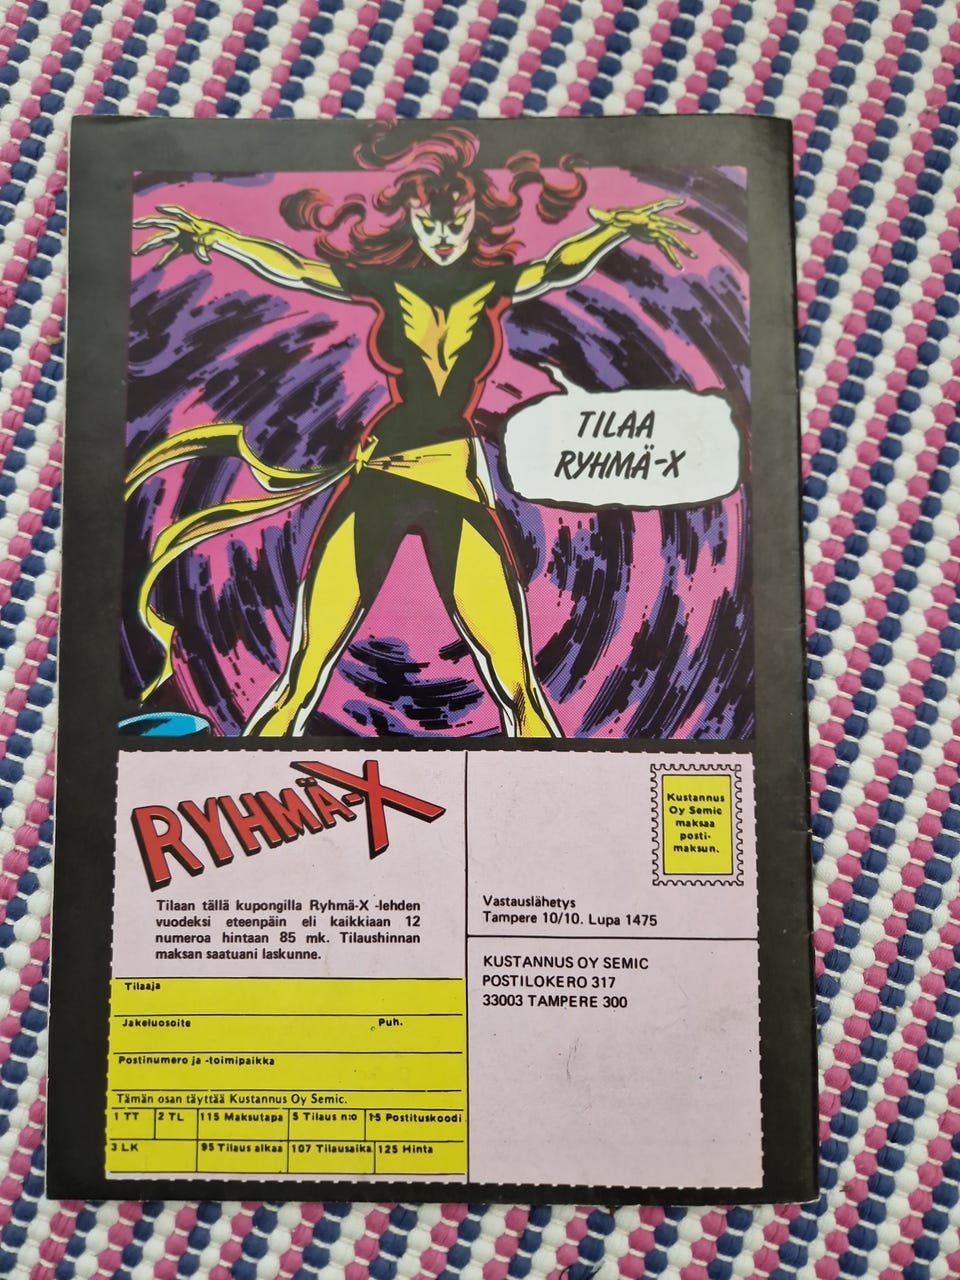 TILAA
RYHMÄ-X
RYHMÄ-X
Tilaan tällä kupongilla Ryhmä-X -lehden
vuodeksi eteenpäin eli kaikkiaan 12
numeroa hintaan 85 mk. Tilaushinnan
maksan saatuani laskunne.
Tilaaja
Jakeluosoite Puh.
Postinumero ja -toimipaikka
Tämän osan täyttää Kustannus Oy Semic.
1 TT 2 TL 115 Maksutapa 5 Tilaus n:o 15 Postituskoodi
3 LK 95 Tilaus alkaa 107 Tilausaika 125 Hinta
Kustannus
Oy Semic
maksaa
posti-
maksun.
Vastauslähetys
Tampere 10/10. Lupa 1475
KUSTANNUS OY SEMIC
POSTILOKERO 317
33003 TAMPERE 300